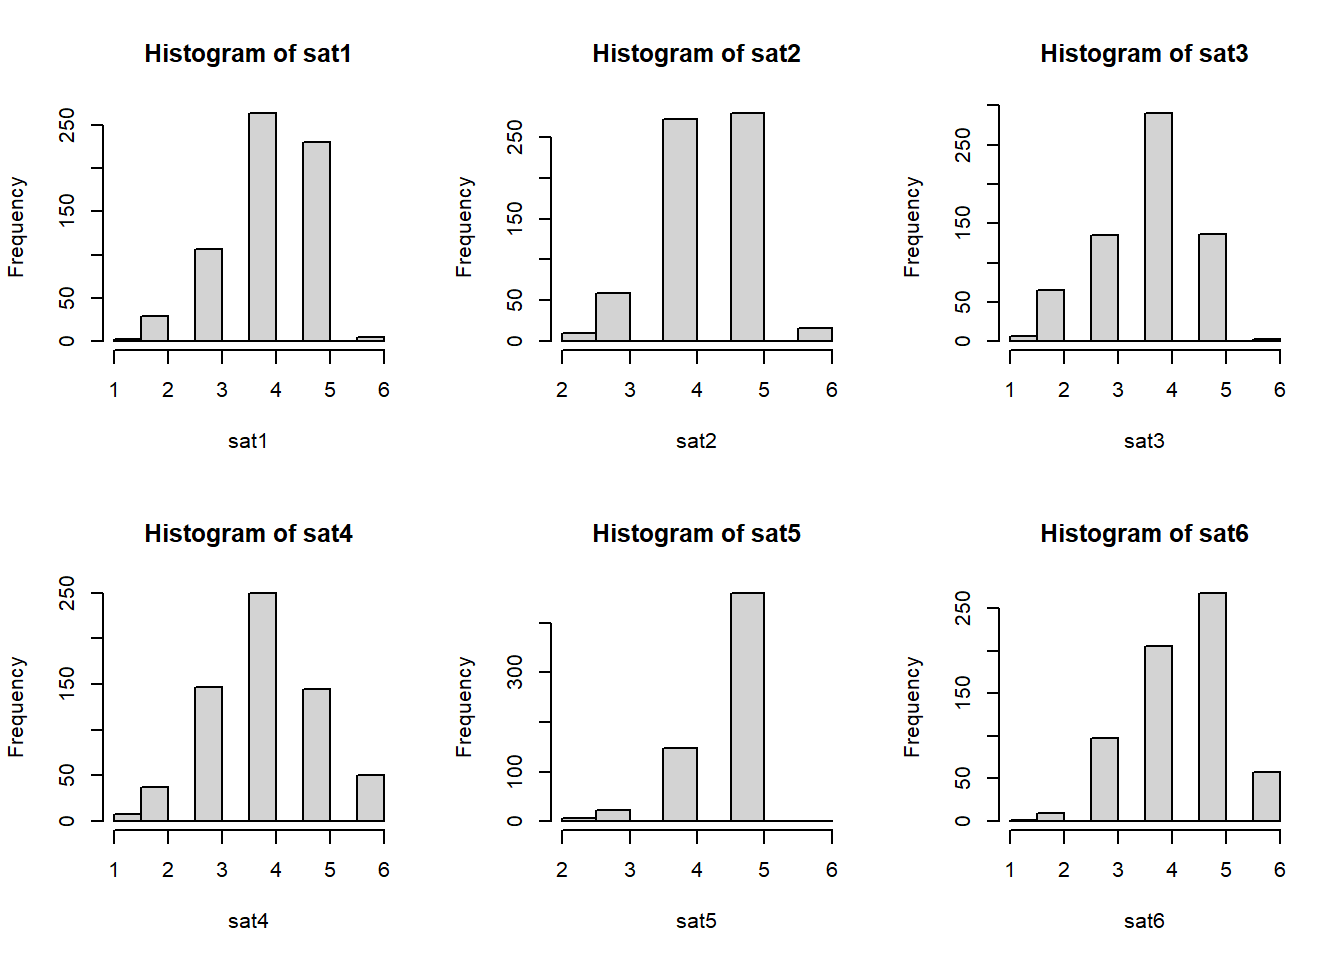 Histogram of sat1
Frequency
0 50 150 250
1 2 3 4 5 6
sat1
Histogram of sat2
Frequency
0 50 150 250
2 3 4 5 6
sat2
Histogram of sat3
Frequency
0 50 150 250
1 2 3 4 5 6
sat3
Histogram of sat4
Frequency
0 50 150 250
1 2 3 4 5 6
sat4
Histogram of sat5
Frequency
0 100 300
2 3 4 5 6
sat5
Histogram of sat6
Frequency
0 50 150 250
1 2 3 4 5 6
sat6